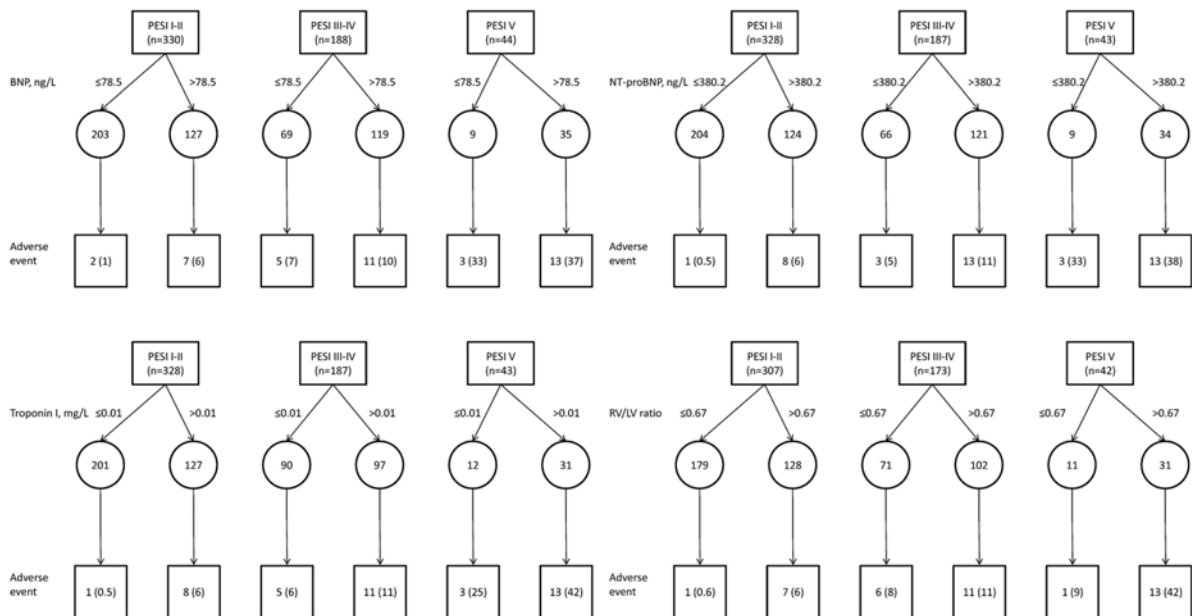 PESI I-II
(n=330)
PESI III-IV
(n=188)
PESI V
(n=44)
BNP, ng/L
≤78.5
>78.5
≤78.5
>78.5
≤78.5
>78.5
203
127
69
119
9
35
Adverse
event
2 (1)
7 (6)
5 (7)
11 (10)
3 (33)
13 (37)
PESI I-II
(n=328)
PESI III-IV
(n=187)
PESI V
(n=43)
NT-proBNP, ng/L
≤380.2
>380.2
≤380.2
>380.2
≤380.2
>380.2
204
124
66
121
9
34
Adverse
event
1 (0.5)
8 (6)
3 (5)
13 (11)
3 (33)
13 (38)
PESI I-II
(n=328)
PESI III-IV
(n=187)
PESI V
(n=43)
Troponin I, mg/L
≤0.01
>0.01
≤0.01
>0.01
≤0.01
>0.01
201
127
90
97
12
31
Adverse
event
1 (0.5)
8 (6)
5 (6)
11 (11)
3 (25)
13 (42)
PESI I-II
(n=307)
PESI III-IV
(n=173)
PESI V
(n=42)
RV/LV ratio
≤0.67
>0.67
≤0.67
>0.67
≤0.67
>0.67
179
128
71
102
11
31
Adverse
event
1 (0.6)
7 (6)
6 (8)
11 (11)
1 (9)
13 (42)